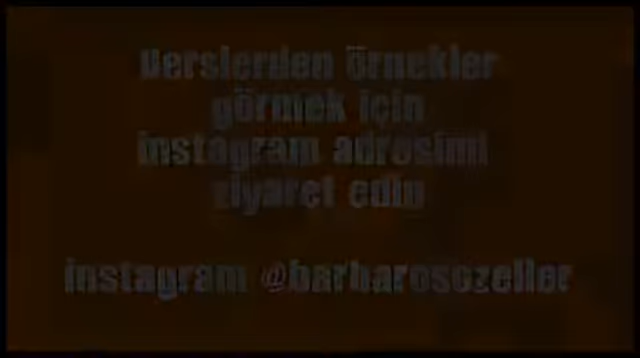 Derslerden örnekler
görmek için
instagram adresimi
ziyaret edin
instagram @barbarosozeller